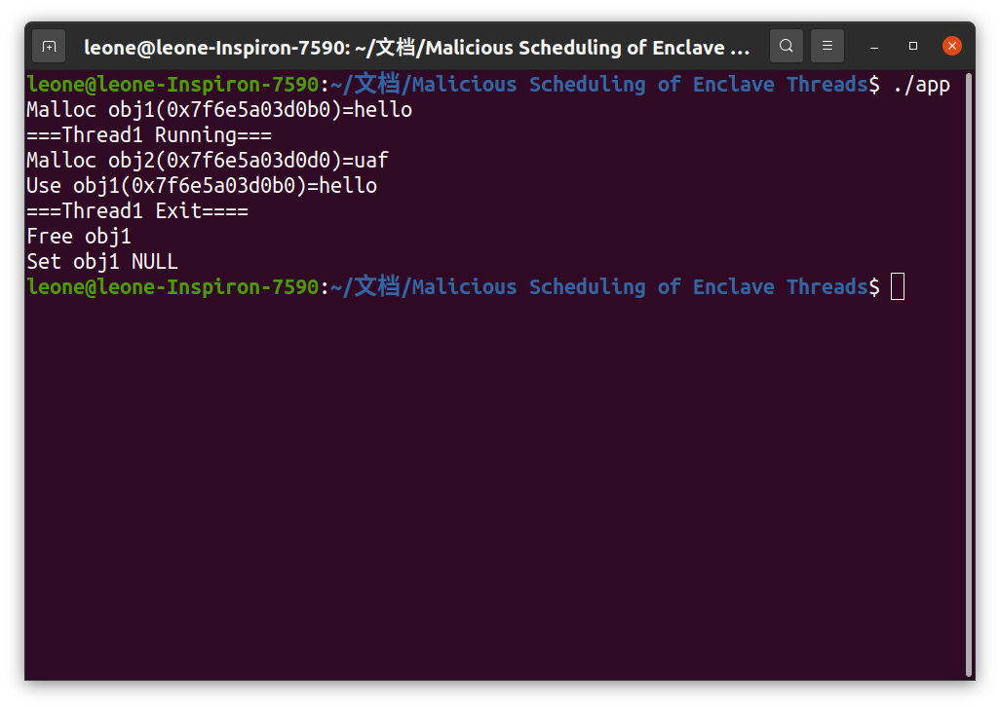 leone@leone-Inspiron-7590: ~/文档/Malicious Scheduling of Enclave ...
leone@leone-Inspiron-7590:~/文档/Malicious Scheduling of Enclave Threads$ ./app
Malloc obj1(0x7f6e5a03d0b0)=hello
===Thread1 Running===
Malloc obj2(0x7f6e5a03d0d0)=uaf
Use obj1(0x7f6e5a03d0b0)=hello
===Thread1 Exit====
Free obj1
Set obj1 NULL
leone@leone-Inspiron-7590:~/文档/Malicious Scheduling of Enclave Threads$